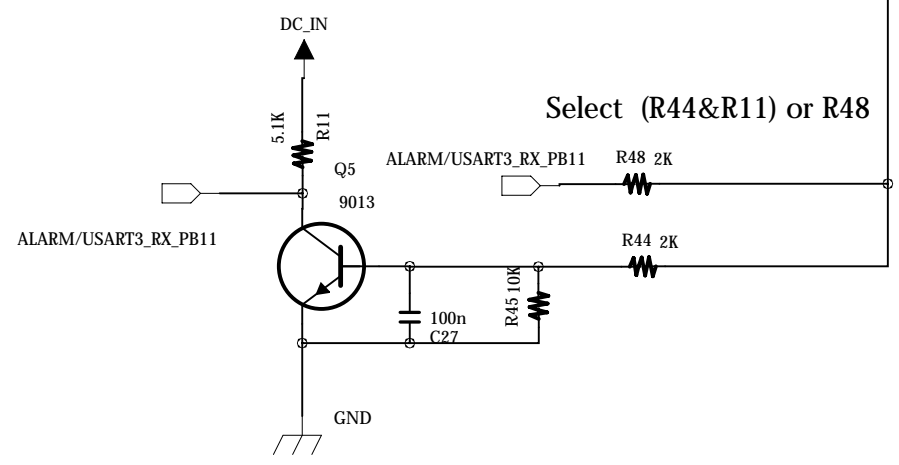 DC_IN
Select (R44&R11) or R48
5.1K
R11
ALARM/USART3_RX_PB11
R48 2K
Q5
9013
ALARM/USART3_RX_PB11
R44 2K
R45 10K
100n
C27
GND